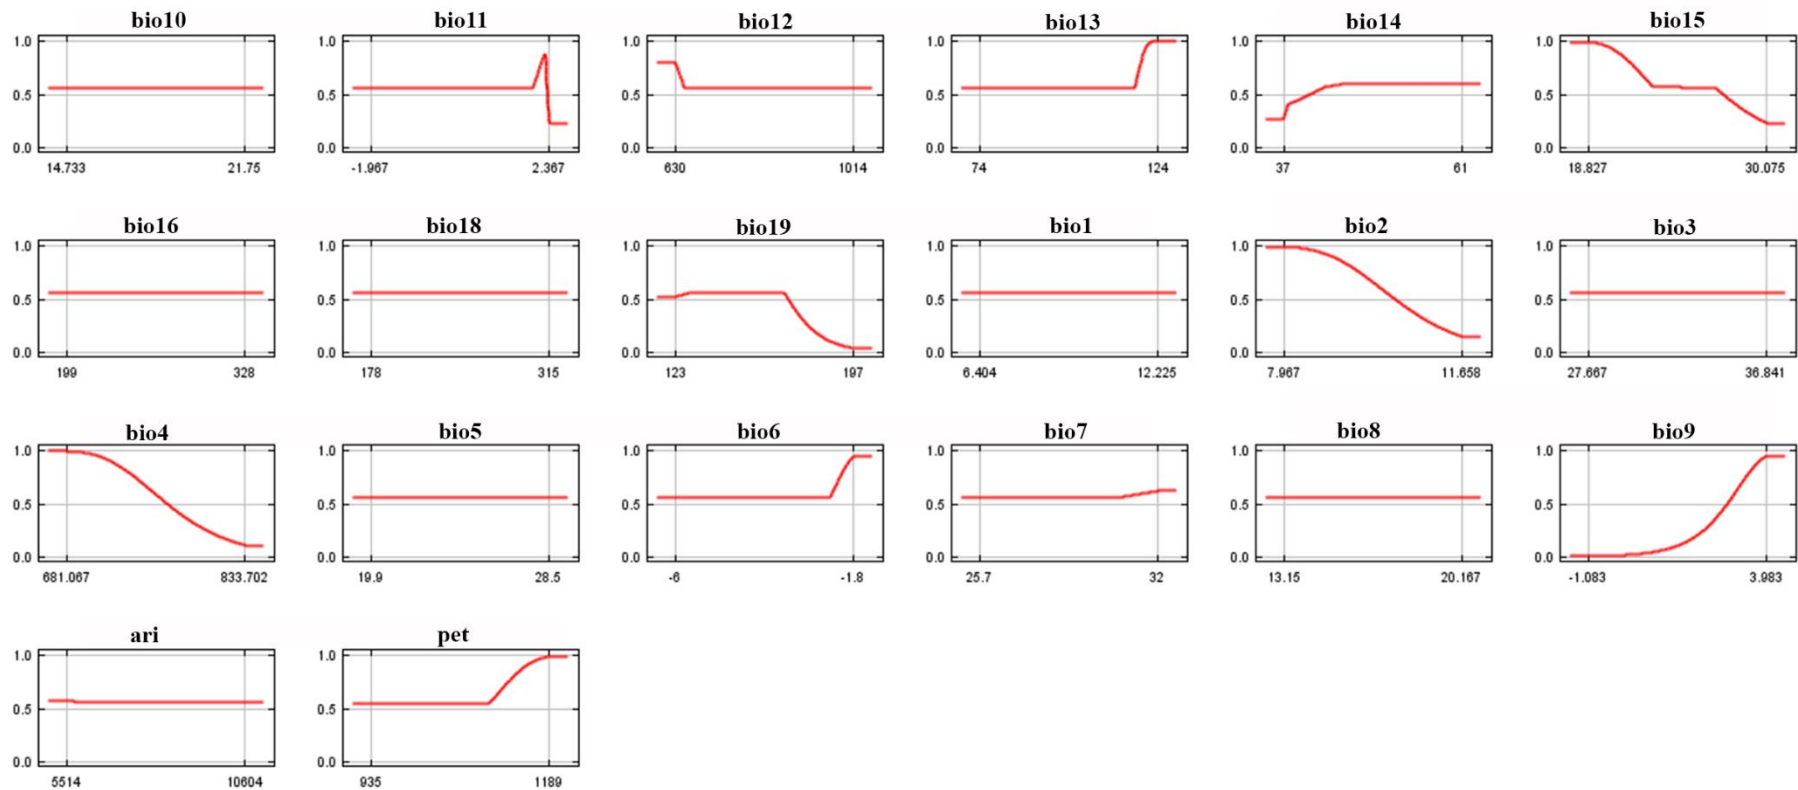 bio10 bio11 bio12 bio13 bio14 bio15
1.0 1.0 1.0 1.0 1.0 1.0
0.5 0.5 0.5 0.5 0.5 0.5
0.0 0.0 0.0 0.0 0.0 0.0
14.733 21.75 -1.967 2.367 630 1014 74 124 37 61 18.827 30.075
bio16 bio18 bio19 bio1 bio2 bio3
1.0 1.0 1.0 1.0 1.0 1.0
0.5 0.5 0.5 0.5 0.5 0.5
0.0 0.0 0.0 0.0 0.0 0.0
199 328 178 315 123 197 6.404 12.225 7.967 11.658 27.667 36.841
bio4 bio5 bio6 bio7 bio8 bio9
1.0 1.0 1.0 1.0 1.0 1.0
0.5 0.5 0.5 0.5 0.5 0.5
0.0 0.0 0.0 0.0 0.0 0.0
681.067 833.702 19.9 28.5 -6 -1.8 25.7 32 13.15 20.167 -1.083 3.983
ari pet
1.0 1.0
0.5 0.5
0.0 0.0
5514 10604 935 1189